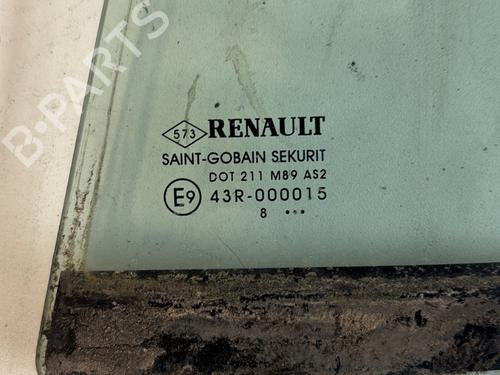 573 RENAULT
SAINT-GOBAIN SEKURIT
DOT 211 M89 AS2
E9 43R-000015
8 •••
B-PARTS